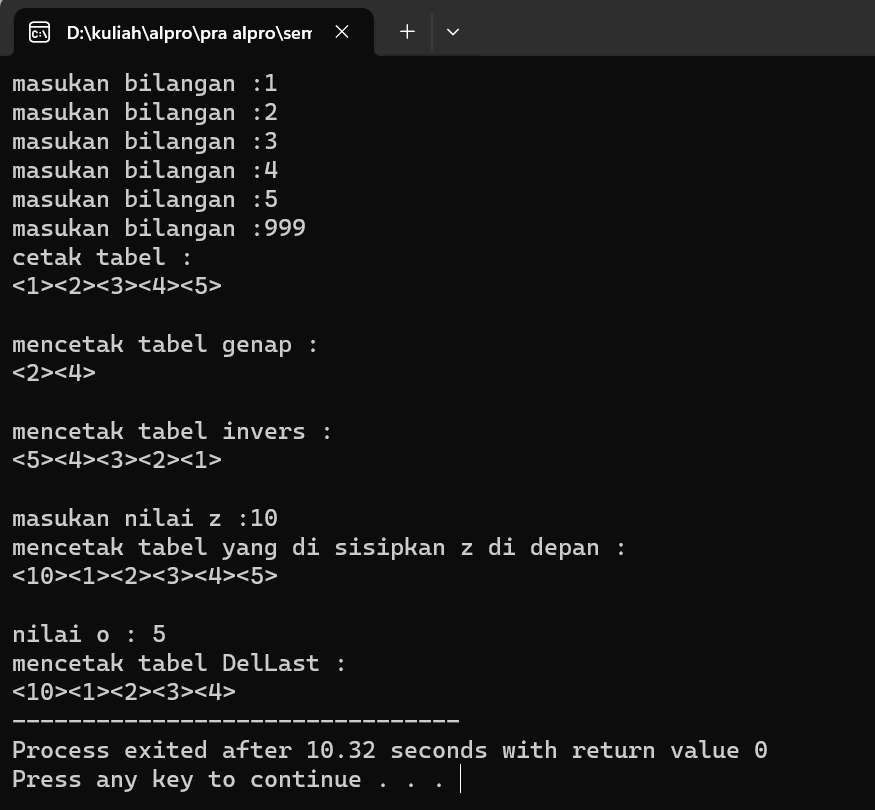 D:\kuliah\alpro\pra alpro\sem
masukan bilangan :1
masukan bilangan :2
masukan bilangan :3
masukan bilangan :4
masukan bilangan :5
masukan bilangan :999
cetak tabel :
<1><2><3><4><5>
mencetak tabel genap :
<2><4>
mencetak tabel invers :
<5><4><3><2><1>
masukan nilai z :10
mencetak tabel yang di sisipkan z di depan :
<10><1><2><3><4><5>
nilai o : 5
mencetak tabel DelLast :
<10><1><2><3><4>
--------------------------------
Process exited after 10.32 seconds with return value 0
Press any key to continue . . .